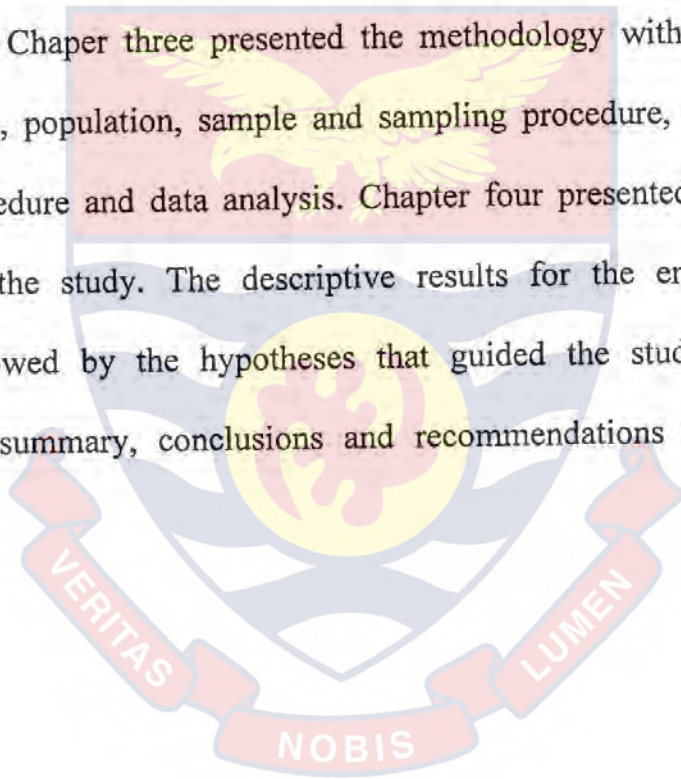 Chaper three presented the methodology with
, population, sample and sampling procedure,
edure and data analysis. Chapter four presented
the study. The descriptive results for the en
wed by the hypotheses that guided the stud
summary, conclusions and recommendations
VERITAS
NOBIS
LUMEN